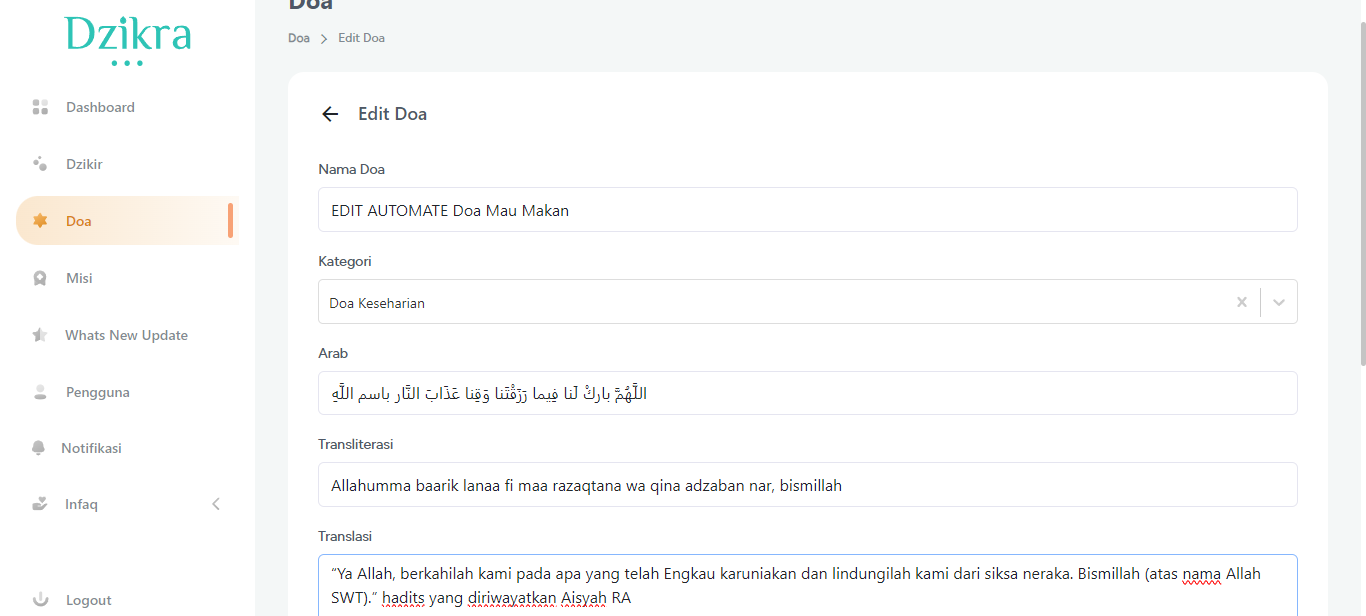 Dzikra
Dashboard
Dzikir
Doa
Misi
Whats New Update
Pengguna
Notifikasi
Infaq
Logout
Doa
Doa > Edit Doa
Edit Doa
Nama Doa
EDIT AUTOMATE Doa Mau Makan
Kategori
Doa Keseharian
Arab
اللَّهُمَّ بارِكْ لَنا فِيما رَزَقْتَنا وَقِنا عَذَابَ النَّار باسم اللَّهِ
Transliterasi
Allahumma baarik lanaa fi maa razaqtana wa qina adzaban nar, bismillah
Translasi
“Ya Allah, berkahilah kami pada apa yang telah Engkau karuniakan dan lindungilah kami dari siksa neraka. Bismillah (atas nama Allah
SWT).” hadits yang diriwayatkan Aisyah RA